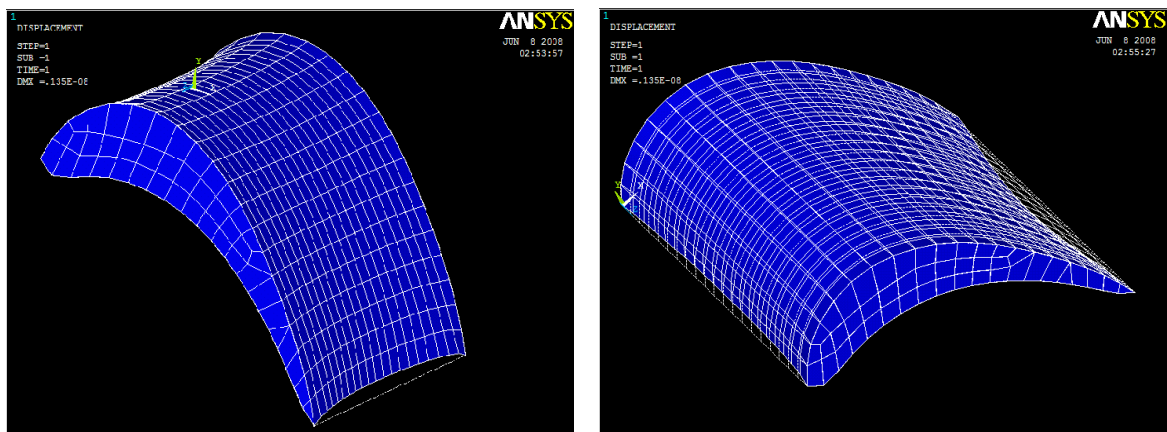 1
DISPLACEMENT
STEP=1
SUB =1
TIME=1
DMX =.135E-08
ANSYS
JUN 8 2008
02:53:57
Y
1
DISPLACEMENT
STEP=1
SUB =1
TIME=1
DMX =.135E-08
ANSYS
JUN 8 2008
02:55:27
Y X